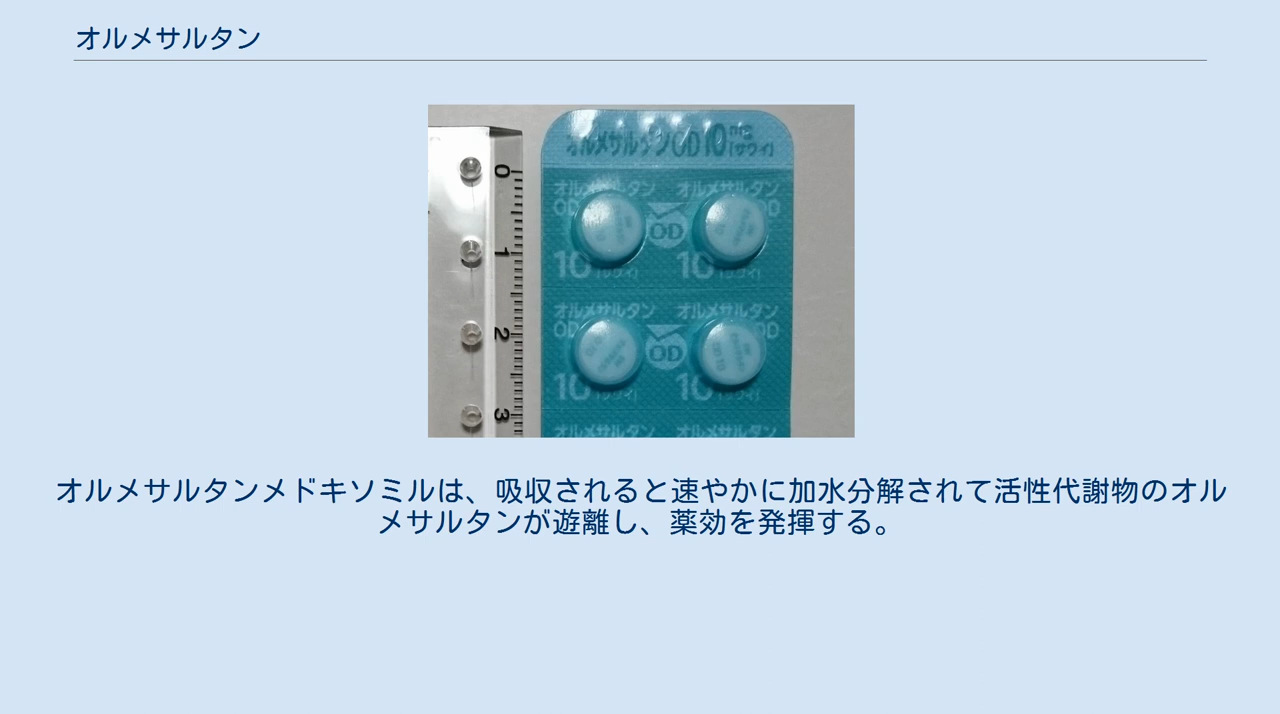 オルメサルタン
オルメサルタンOD10mg
「サワイ」
0
1
2
3
オルメサルタン オルメサルタン
OD OD OD
10「サワイ」 10「サワイ」
オルメサルタン オルメサルタン
OD OD OD
10「サワイ」 10「サワイ」
オルメサルタン オルメサルタン
オルメサルタンメドキソミルは、吸収されると速やかに加水分解されて活性代謝物のオル
メサルタンが遊離し、薬効を発揮する。